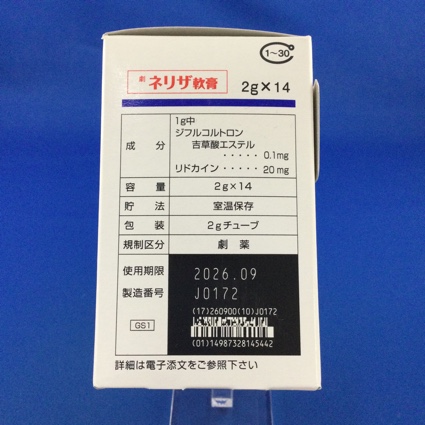 1〜30°
劇 ネリザ軟膏 2g×14
1g中
ジフルコルトロン
成分 吉草酸エステル
・・・・・ 0.1mg
リドカイン・・・・・ 20mg
容量 2g×14
貯法 室温保存
包装 2gチューブ
規制区分 劇薬
使用期限 2026.09
製造番号 J0172
(17)260900(10)J0172
GS1
(01)14987328145442
詳細は電子添文をご参照下さい